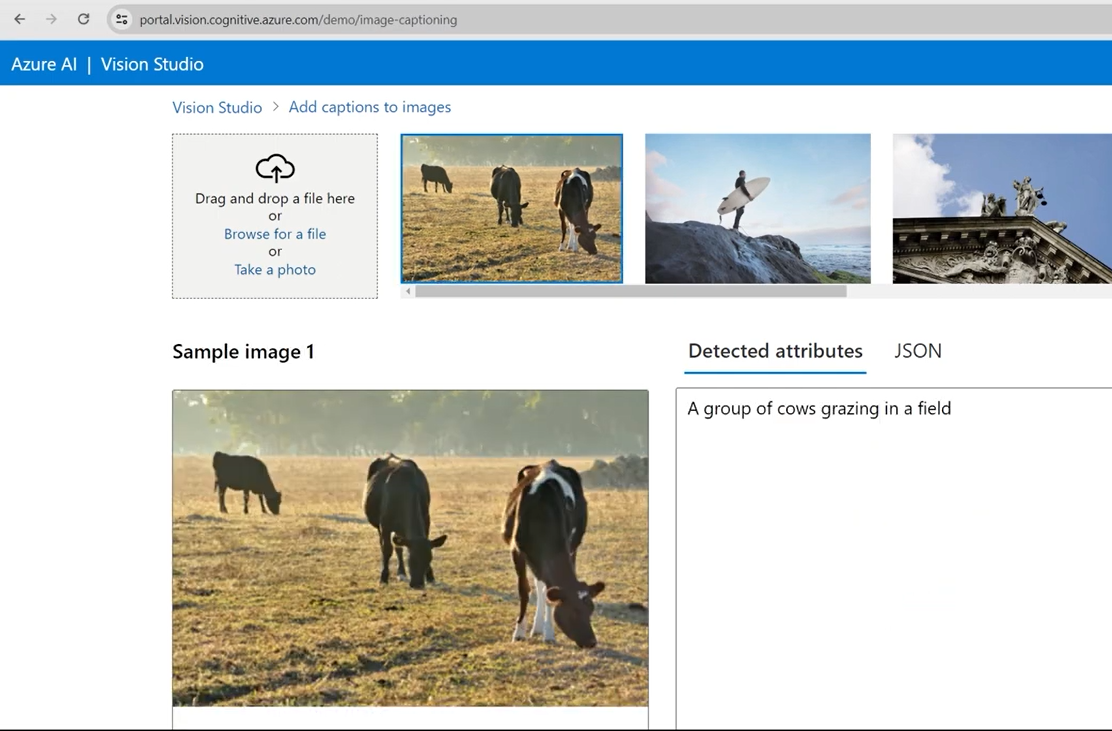 portal.vision.cognitive.azure.com/demo/image-captioning
Azure AI | Vision Studio
Vision Studio > Add captions to images
Drag and drop a file here
or
Browse for a file
or
Take a photo
Sample image 1
Detected attributes JSON
A group of cows grazing in a field